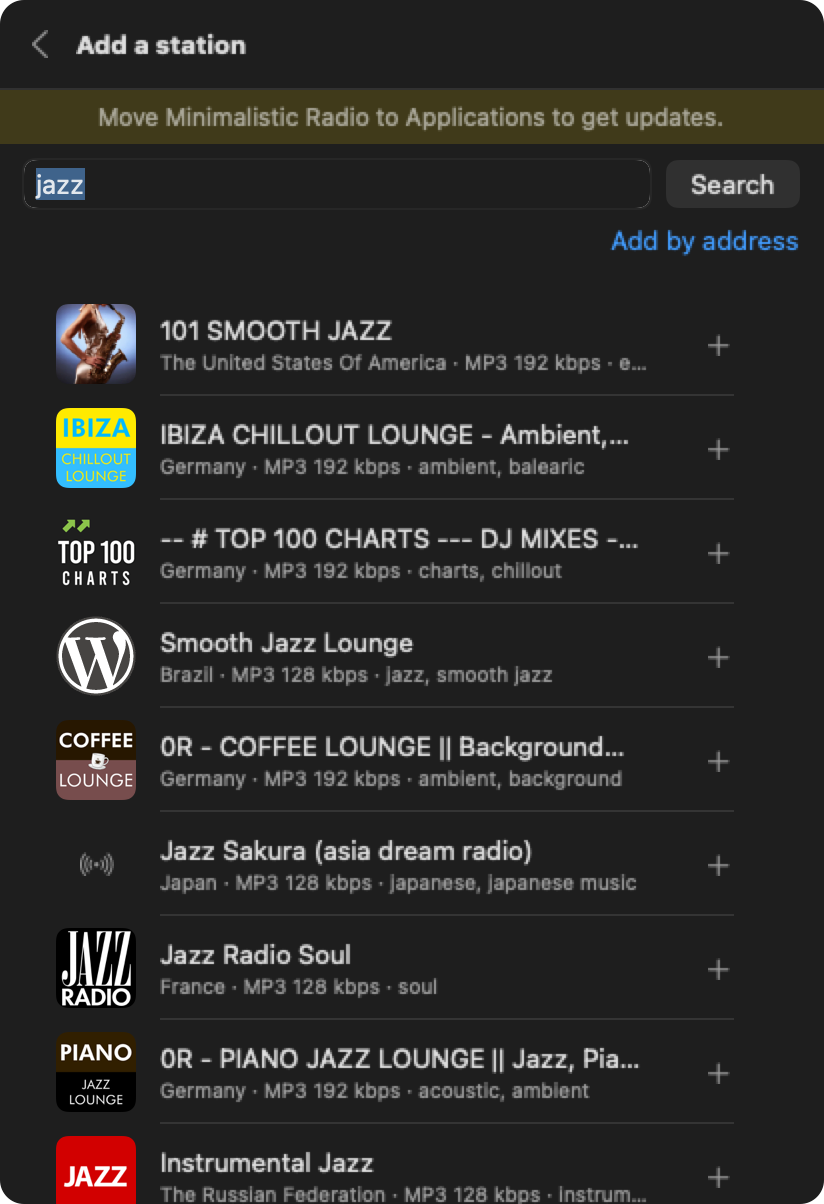 Add a station
Move Minimalistic Radio to Applications to get updates.
jazz
Search
Add by address
101 SMOOTH JAZZ
The United States Of America · MP3 192 kbps · e...
IBIZA
CHILLOUT
LOUNGE
IBIZA CHILLOUT LOUNGE - Ambient,...
Germany · MP3 192 kbps · ambient, balearic
TOP 100
CHARTS
-- # TOP 100 CHARTS --- DJ MIXES -...
Germany · MP3 192 kbps · charts, chillout
W
Smooth Jazz Lounge
Brazil · MP3 128 kbps · jazz, smooth jazz
COFFEE
LOUNGE
0R - COFFEE LOUNGE || Background...
Germany · MP3 192 kbps · ambient, background
Jazz Sakura (asia dream radio)
Japan · MP3 128 kbps · japanese, japanese music
JAZZ
RADIO
Jazz Radio Soul
France · MP3 128 kbps · soul
PIANO
JAZZ
LOUNGE
0R - PIANO JAZZ LOUNGE || Jazz, Pia...
Germany · MP3 192 kbps · acoustic, ambient
JAZZ
Instrumental Jazz
The Russian Federation · MP3 128 kbps · instrum...